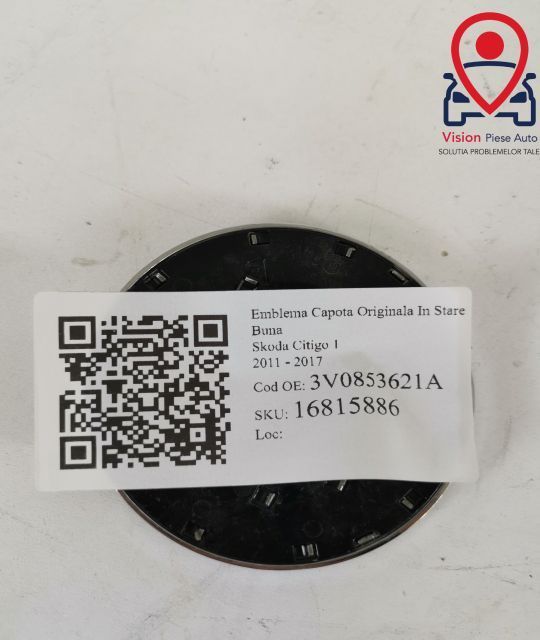 Vision Piese Auto
SOLUTIA PROBLEMELOR TALE
Emblema Capota Originala In Stare
Buna
Skoda Citigo 1
2011 - 2017
Cod OE: 3V0853621A
SKU: 16815886
Loc: